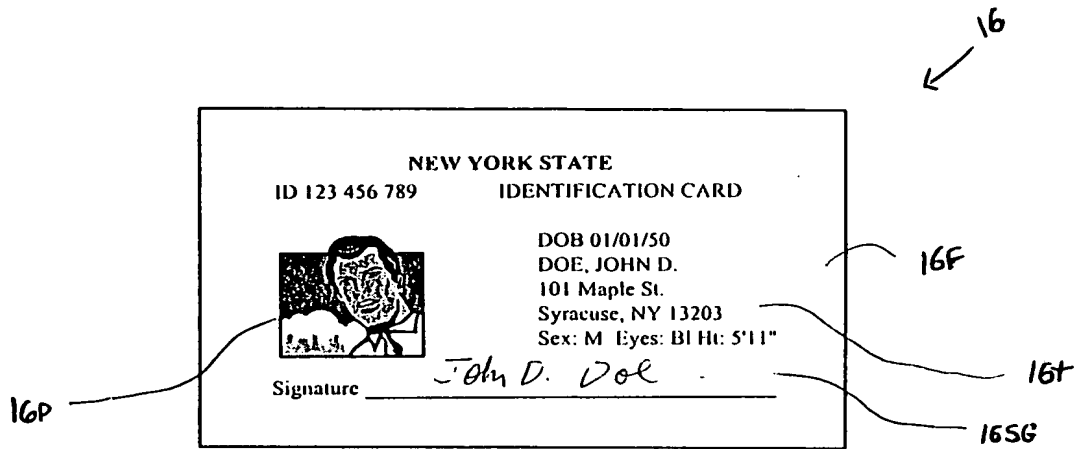 16
NEW YORK STATE
ID 123 456 789 IDENTIFICATION CARD
DOB 01/01/50
DOE, JOHN D.
16F
101 Maple St.
Syracuse, NY 13203
Sex: M Eyes: Bl Ht: 5'11"
16t
Signature John D. Doe
16P
16SG